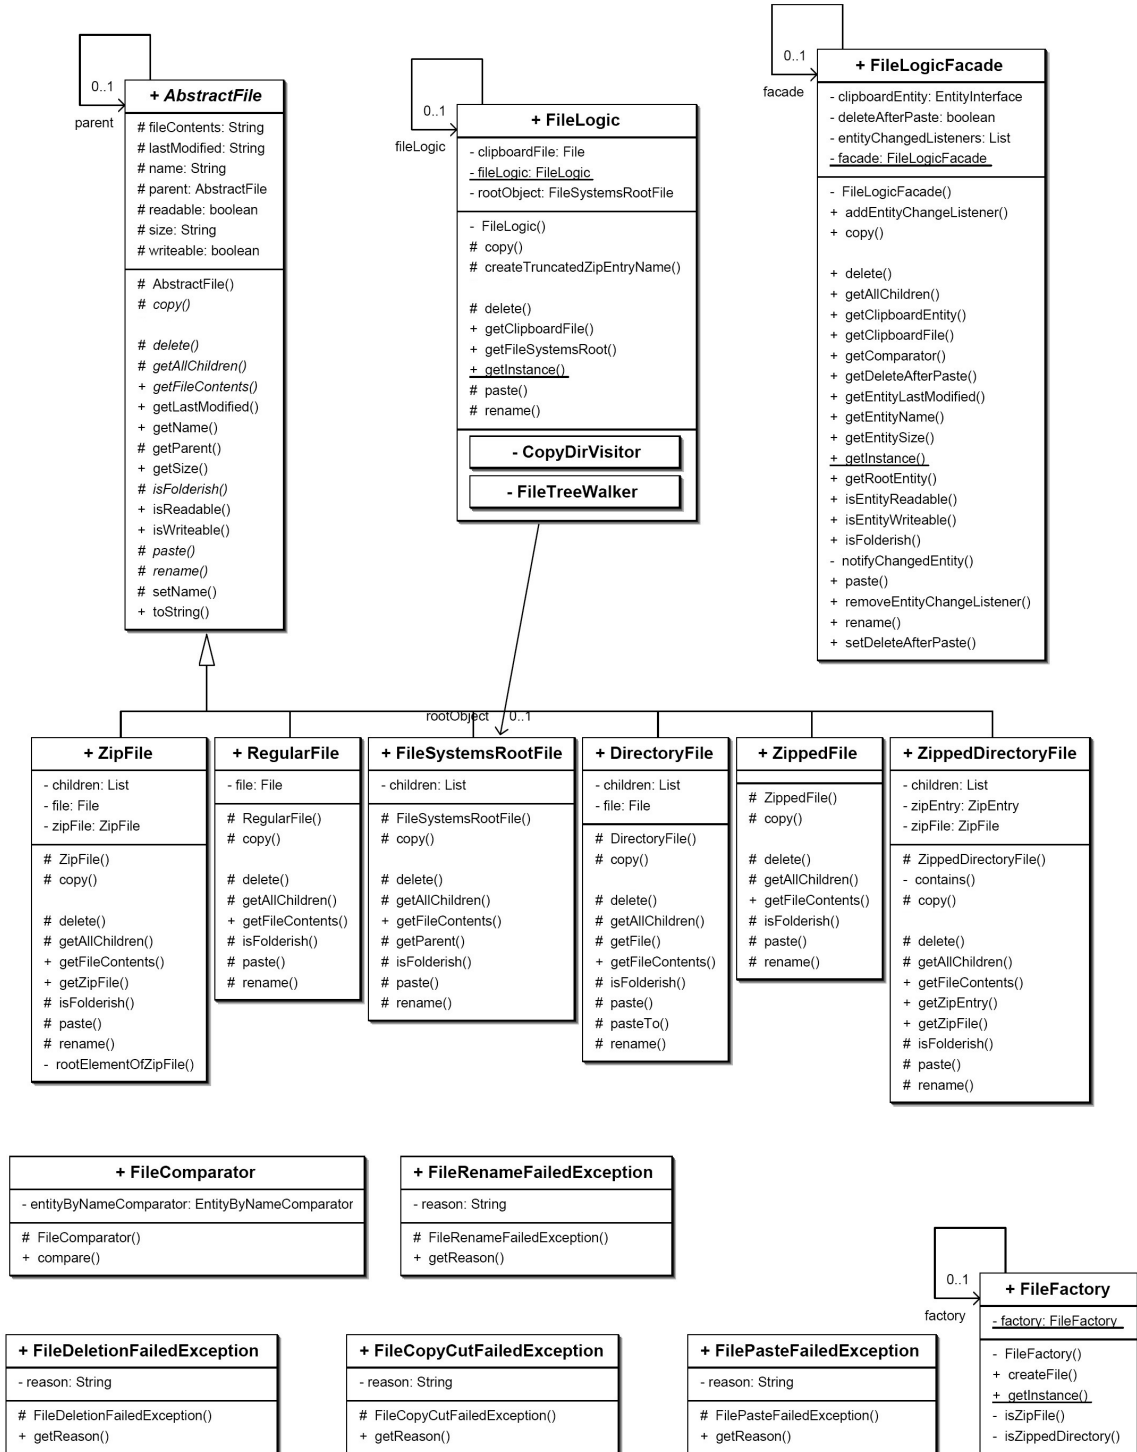 0..1
parent
+ AbstractFile
# fileContents: String
# lastModified: String
# name: String
# parent: AbstractFile
# readable: boolean
# size: String
# writeable: boolean
# AbstractFile()
# copy()
# delete()
# getAllChildren()
+ getFileContents()
+ getLastModified()
+ getName()
# getParent()
+ getSize()
# isFolderish()
+ isReadable()
+ isWriteable()
# paste()
# rename()
# setName()
+ toString()
0..1
fileLogic
+ FileLogic
- clipboardFile: File
- fileLogic: FileLogic
- rootObject: FileSystemsRootFile
- FileLogic()
# copy()
# createTruncatedZipEntryName()
# delete()
+ getClipboardFile()
+ getFileSystemsRoot()
+ getInstance()
# paste()
# rename()
- CopyDirVisitor
- FileTreeWalker
0..1
facade
+ FileLogicFacade
- clipboardEntity: EntityInterface
- deleteAfterPaste: boolean
- entityChangedListeners: List
- facade: FileLogicFacade
- FileLogicFacade()
+ addEntityChangeListener()
+ copy()
+ delete()
+ getAllChildren()
+ getClipboardEntity()
+ getClipboardFile()
+ getComparator()
+ getDeleteAfterPaste()
+ getEntityLastModified()
+ getEntityName()
+ getEntitySize()
+ getInstance()
+ getRootEntity()
+ isEntityReadable()
+ isEntityWriteable()
+ isFolderish()
- notifyChangedEntity()
+ paste()
+ removeEntityChangeListener()
+ rename()
+ setDeleteAfterPaste()
rootObject 0..1
+ ZipFile
- children: List
- file: File
- zipFile: ZipFile
# ZipFile()
# copy()
# delete()
# getAllChildren()
+ getFileContents()
+ getZipFile()
# isFolderish()
# paste()
# rename()
- rootElementOfZipFile()
+ RegularFile
- file: File
# RegularFile()
# copy()
# delete()
# getAllChildren()
+ getFileContents()
# isFolderish()
# paste()
# rename()
+ FileSystemsRootFile
- children: List
# FileSystemsRootFile()
# copy()
# delete()
# getAllChildren()
+ getFileContents()
# getParent()
# isFolderish()
# paste()
# rename()
+ DirectoryFile
- children: List
- file: File
# DirectoryFile()
# copy()
# delete()
# getAllChildren()
# getFile()
+ getFileContents()
# isFolderish()
# paste()
# pasteTo()
# rename()
+ ZippedFile
# ZippedFile()
# copy()
# delete()
# getAllChildren()
+ getFileContents()
# isFolderish()
# paste()
# rename()
+ ZippedDirectoryFile
- children: List
- zipEntry: ZipEntry
- zipFile: ZipFile
# ZippedDirectoryFile()
- contains()
# copy()
# delete()
# getAllChildren()
+ getFileContents()
+ getZipEntry()
+ getZipFile()
# isFolderish()
# paste()
# rename()
+ FileComparator
- entityByNameComparator: EntityByNameComparator
# FileComparator()
+ compare()
+ FileRenameFailedException
- reason: String
# FileRenameFailedException()
+ getReason()
0..1
factory
+ FileFactory
- factory: FileFactory
- FileFactory()
+ createFile()
+ getInstance()
- isZipFile()
- isZippedDirectory()
+ FileDeletionFailedException
- reason: String
# FileDeletionFailedException()
+ getReason()
+ FileCopyCutFailedException
- reason: String
# FileCopyCutFailedException()
+ getReason()
+ FilePasteFailedException
- reason: String
# FilePasteFailedException()
+ getReason()